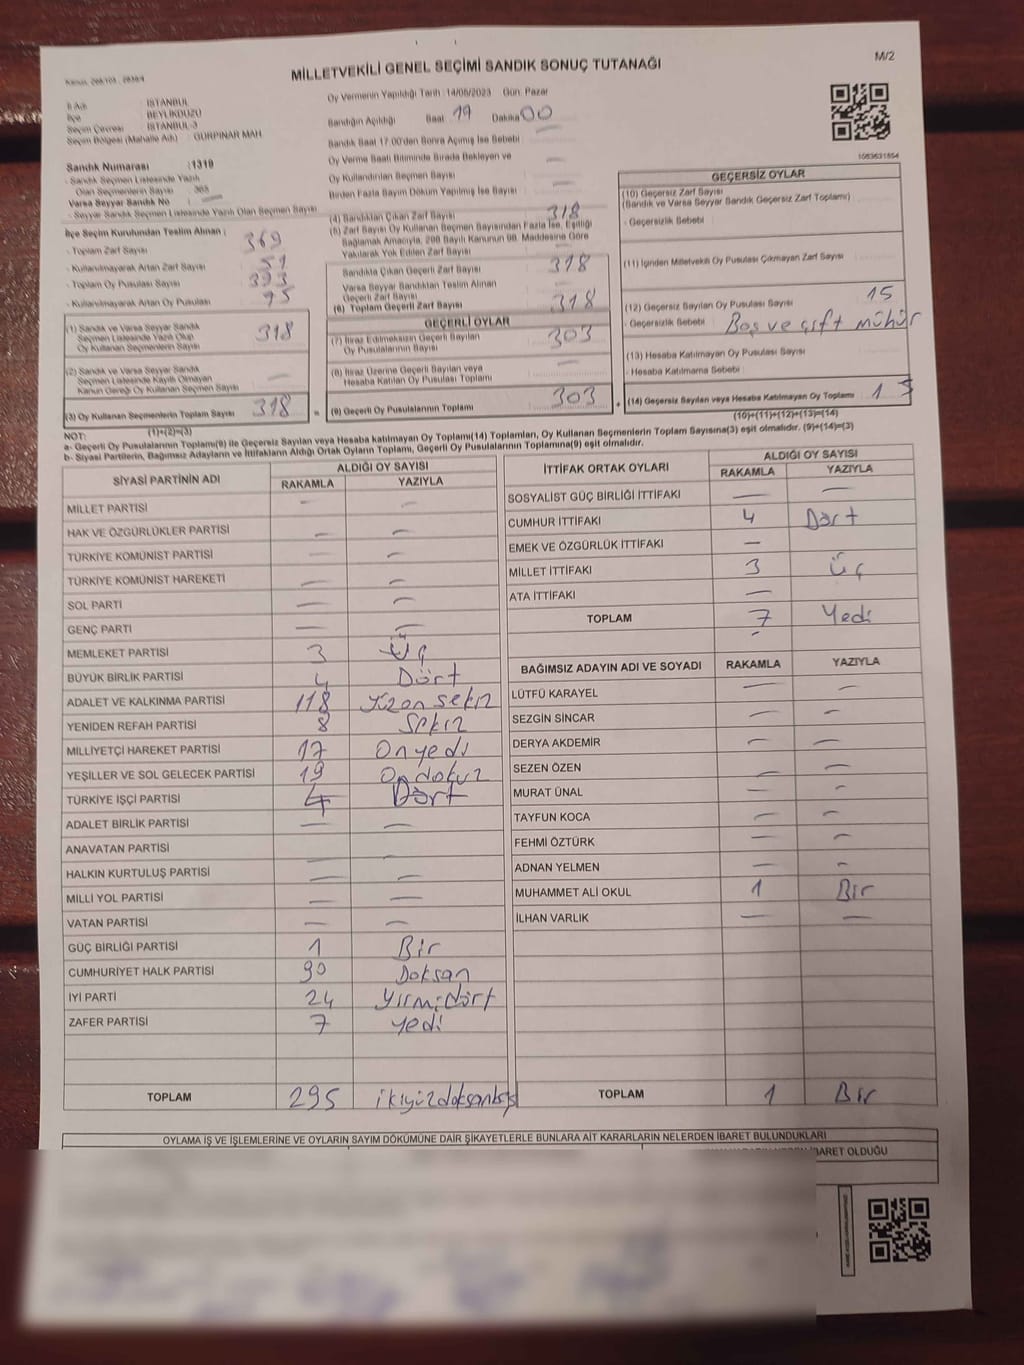 Kanun: 298/105 - 2839/4
M/2
MİLLETVEKİLİ GENEL SEÇİMİ SANDIK SONUÇ TUTANAĞI
İl Adı : İSTANBUL
İlçe : BEYLİKDÜZÜ
Seçim Çevresi : İSTANBUL-3
Seçim Bölgesi (Mahalle Adı) : GÜRPINAR MAH.
Oy Vermenin Yapıldığı Tarih : 14/05/2023 Gün: Pazar
Sandığın Açıldığı Saat 19 Dakika 00
Sandık Saat 17.00'den Sonra Açılmış İse Sebebi —
Oy Verme Saati Bitiminde Sırada Bekleyen ve
Oy Kullandırılan Seçmen Sayısı —
Birden Fazla Sayım Döküm Yapılmış İse Sayısı —
1083631854
Sandık Numarası : 1319
- Sandık Seçmen Listesinde Yazılı
Olan Seçmenlerin Sayısı : 363
Varsa Seyyar Sandık No —
- Seyyar Sandık Seçmen Listesinde Yazılı Olan Seçmen Sayısı
İlçe Seçim Kurulundan Teslim Alınan ;
- Toplam Zarf Sayısı 369
- Kullanılmayarak Artan Zarf Sayısı 51
- Toplam Oy Pusulası Sayısı 393
- Kullanılmayarak Artan Oy Pusulası 75
(1) Sandık ve Varsa Seyyar Sandık
Seçmen Listesinde Yazılı Olup
Oy Kullanan Seçmenlerin Sayısı 318
(2) Sandık ve Varsa Seyyar Sandık
Seçmen Listesinde Kayıtlı Olmayan
Kanun Gereği Oy Kullanan Seçmen Sayısı —
(3) Oy Kullanan Seçmenlerin Toplam Sayısı 318
(1)+(2)=(3)
(4) Sandıktan Çıkan Zarf Sayısı 318
(5) Zarf Sayısı Oy Kullanan Seçmen Sayısından Fazla İse, Eşitliği
Sağlamak Amacıyla, 298 Sayılı Kanunun 98. Maddesine Göre
Yakılarak Yok Edilen Zarf Sayısı —
Sandıkta Çıkan Geçerli Zarf Sayısı 318
Varsa Seyyar Sandıktan Teslim Alınan
Geçerli Zarf Sayısı
(6) Toplam Geçerli Zarf Sayısı 318
GEÇERLİ OYLAR
(7) İtiraz Edilmeksizin Geçerli Sayılan
Oy Pusulalarının Sayısı 303
(8) İtiraz Üzerine Geçerli Sayılan veya
Hesaba Katılan Oy Pusulası Toplamı —
= (9) Geçerli Oy Pusulalarının Toplamı 303
GEÇERSİZ OYLAR
(10) Geçersiz Zarf Sayısı
(Sandık ve Varsa Seyyar Sandık Geçersiz Zarf Toplamı)
- Geçersizlik Sebebi :
(11) İçinden Milletvekili Oy Pusulası Çıkmayan Zarf Sayısı
(12) Geçersiz Sayılan Oy Pusulası Sayısı 15
- Geçersizlik Sebebi : Boş ve çift mühür
(13) Hesaba Katılmayan Oy Pusulası Sayısı
- Hesaba Katılmama Sebebi :
+ (14) Geçersiz Sayılan veya Hesaba Katılmayan Oy Toplamı 15
(10)+(11)+(12)+(13)=(14)
NOT:
a- Geçerli Oy Pusulalarının Toplamı(9) ile Geçersiz Sayılan veya Hesaba katılmayan Oy Toplamı(14) Toplamları, Oy Kullanan Seçmenlerin Toplam Sayısına(3) eşit olmalıdır. (9)+(14)=(3)
b- Siyasi Partilerin, Bağımsız Adayların ve İttifakların Aldığı Ortak Oyların Toplamı, Geçerli Oy Pusulalarının Toplamına(9) eşit olmalıdır.
SİYASİ PARTİNİN ADI ALDIĞI OY SAYISI
RAKAMLA YAZIYLA
MİLLET PARTİSİ — —
HAK VE ÖZGÜRLÜKLER PARTİSİ — —
TÜRKİYE KOMÜNİST PARTİSİ — —
TÜRKİYE KOMÜNİST HAREKETİ — —
SOL PARTİ — —
GENÇ PARTİ — —
MEMLEKET PARTİSİ 3 Üç
BÜYÜK BİRLİK PARTİSİ 4 Dört
ADALET VE KALKINMA PARTİSİ 118 Yüzonsekiz
YENİDEN REFAH PARTİSİ 8 Sekiz
MİLLİYETÇİ HAREKET PARTİSİ 17 Onyedi
YEŞİLLER VE SOL GELECEK PARTİSİ 19 Ondokuz
TÜRKİYE İŞÇİ PARTİSİ 4 Dört
ADALET BİRLİK PARTİSİ — —
ANAVATAN PARTİSİ — —
HALKIN KURTULUŞ PARTİSİ — —
MİLLİ YOL PARTİSİ — —
VATAN PARTİSİ — —
GÜÇ BİRLİĞİ PARTİSİ 1 Bir
CUMHURİYET HALK PARTİSİ 90 Doksan
İYİ PARTİ 24 Yirmidört
ZAFER PARTİSİ 7 Yedi
TOPLAM 295 ikiyüzdoksanbeş
İTTİFAK ORTAK OYLARI ALDIĞI OY SAYISI
RAKAMLA YAZIYLA
SOSYALİST GÜÇ BİRLİĞİ İTTİFAKI — —
CUMHUR İTTİFAKI 4 Dört
EMEK VE ÖZGÜRLÜK İTTİFAKI —
MİLLET İTTİFAKI 3 Üç
ATA İTTİFAKI —
TOPLAM 7 Yedi
BAĞIMSIZ ADAYIN ADI VE SOYADI RAKAMLA YAZIYLA
LÜTFÜ KARAYEL — —
SEZGİN SİNCAR — —
DERYA AKDEMİR — —
SEZEN ÖZEN — —
MURAT ÜNAL — —
TAYFUN KOCA — —
FEHMİ ÖZTÜRK — —
ADNAN YELMEN — —
MUHAMMET ALİ OKUL 1 Bir
İLHAN VARLIK — —
TOPLAM 1 Bir
OYLAMA İŞ VE İŞLEMLERİNE VE OYLARIN SAYIM DÖKÜMÜNE DAİR ŞİKAYETLERLE BUNLARA AİT KARARLARIN NELERDEN İBARET BULUNDUKLARI
İBARET OLDUĞU